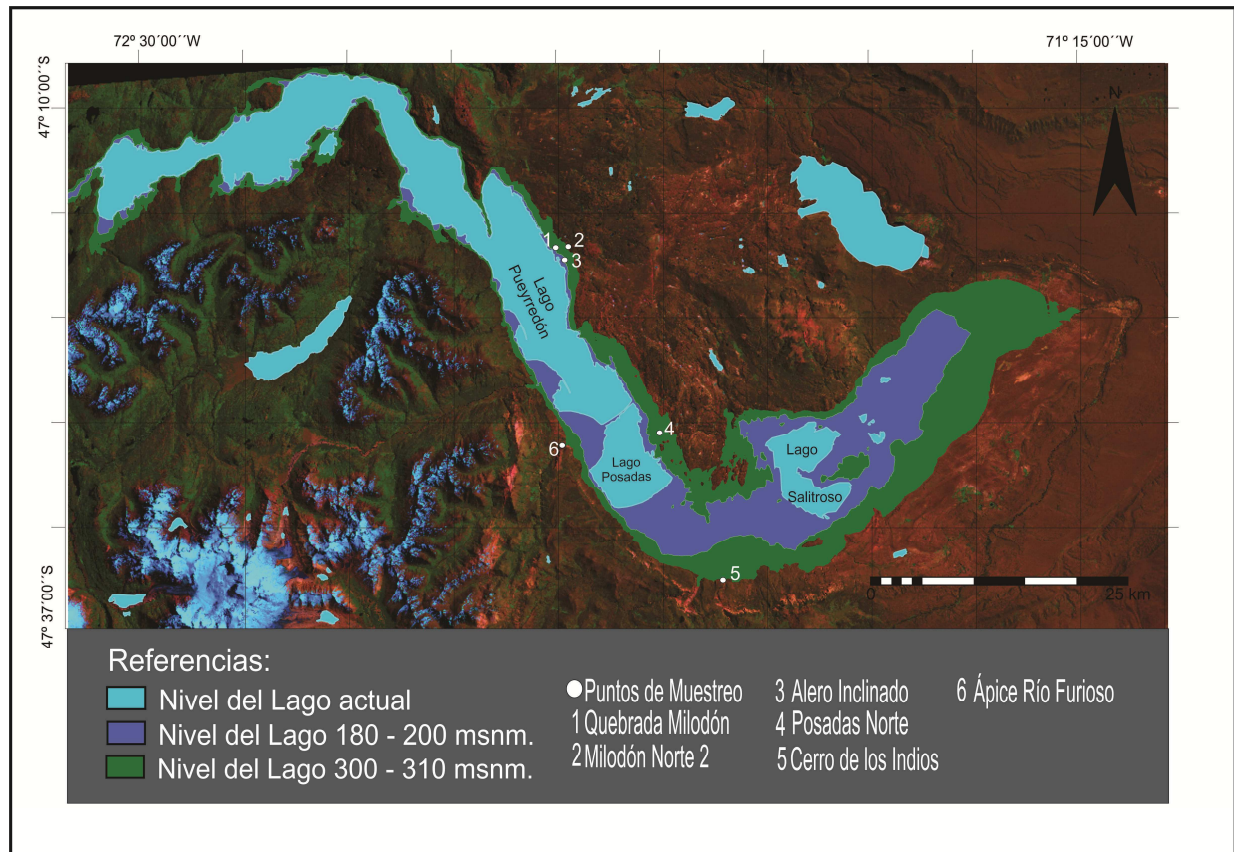 72º 30´00´´W
71º 15´00´´W
47º 10´00´´S
N
1
2
3
Lago
Pueyrredón
4
6
Lago
Posadas
Lago
Salitroso
5
0
25 km
47º 37´00´´S
Referencias:
Nivel del Lago actual
Nivel del Lago 180 - 200 msnm.
Nivel del Lago 300 - 310 msnm.
Puntos de Muestreo
1 Quebrada Milodón
2 Milodón Norte 2
3 Alero Inclinado
4 Posadas Norte
5 Cerro de los Indios
6 Ápice Río Furioso